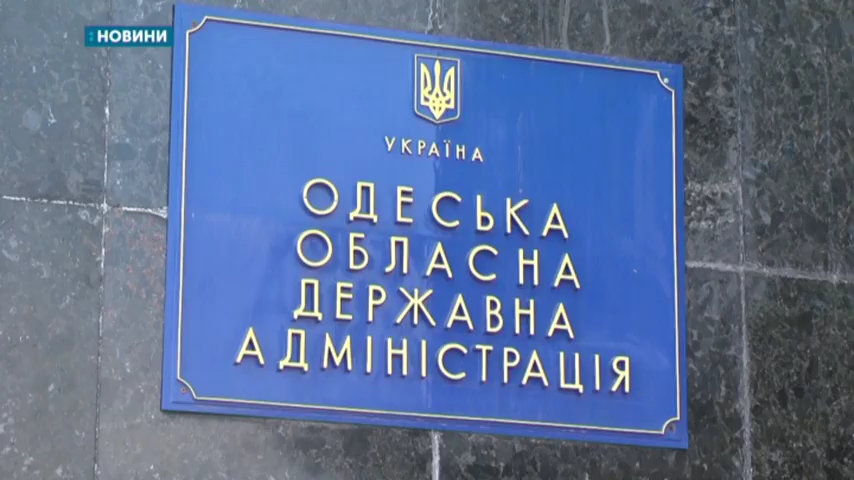 :НОВИНИ
УКРАЇНА
ОДЕСЬКА
ОБЛАСНА
ДЕРЖАВНА
АДМІНІСТРАЦІЯ